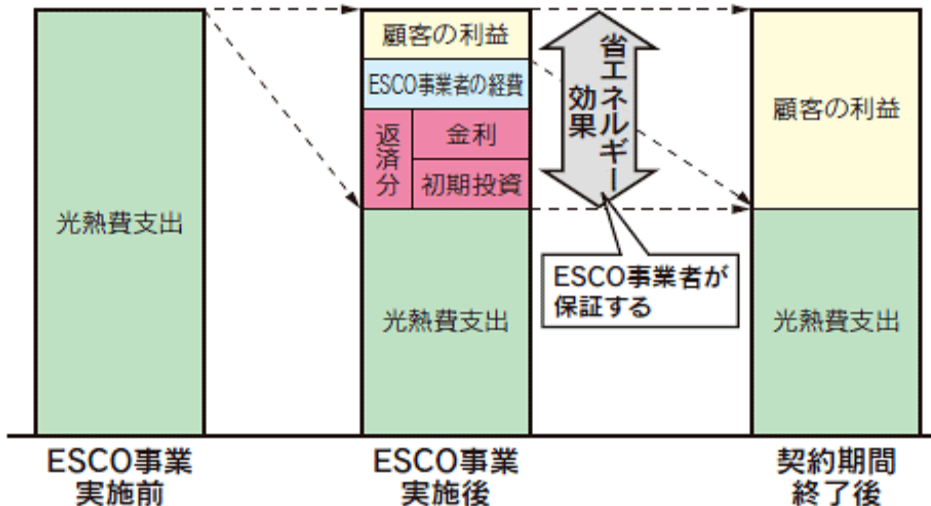 光熱費支出
ESCO事業
実施前
顧客の利益
ESCO事業者の経費
返済分
金利
初期投資
光熱費支出
ESCO事業
実施後
省エネルギー
効果
ESCO事業者が
保証する
顧客の利益
光熱費支出
契約期間
終了後